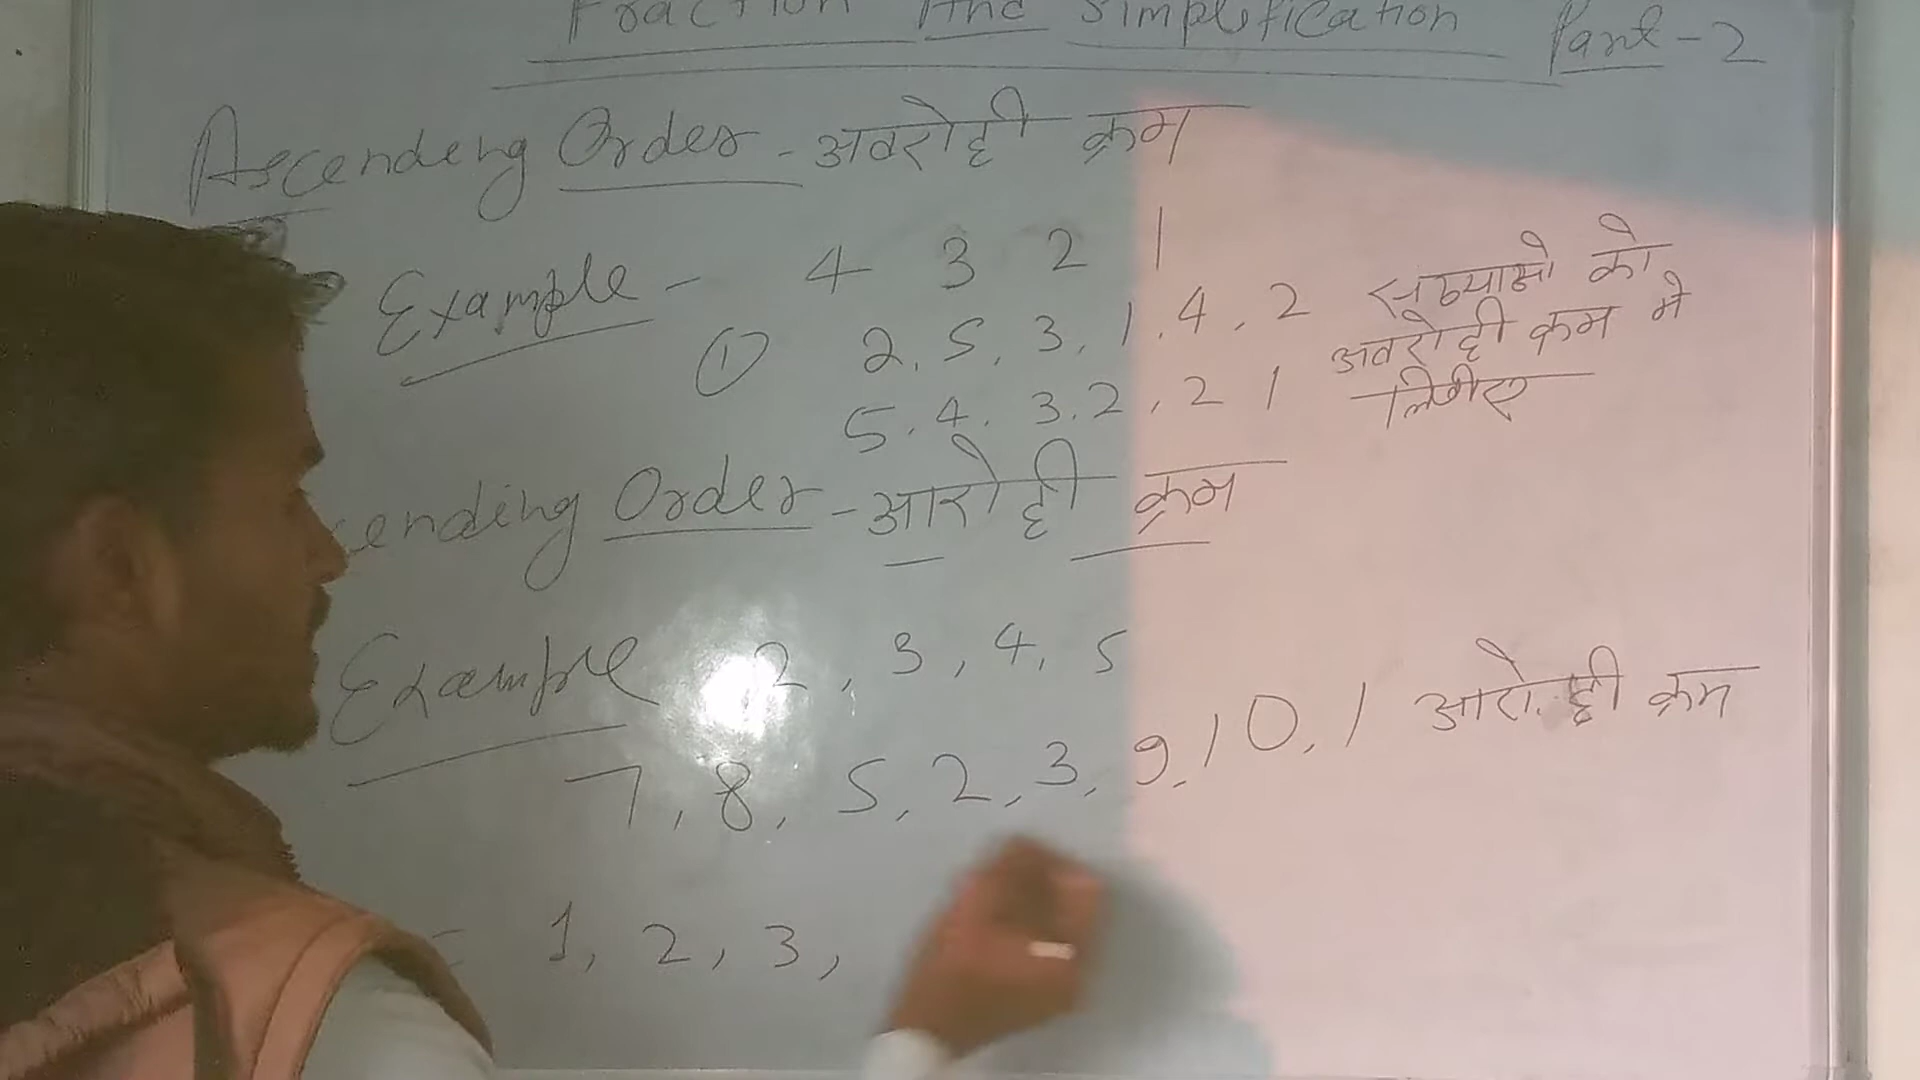 Fraction And Simplification Part-2
Ascending Order - अवरोही क्रम
Example - 4 3 2 1
① 2, 5, 3, 1, 4, 2 संख्याओ को
अवरोही क्रम मे
5, 4, 3, 2, 2 1
cending Order - आरोही क्रम
Example 2, 3, 4, 5
7, 8, 5, 2, 3, 9, 10, 1 आरोही क्रम
= 1, 2, 3,